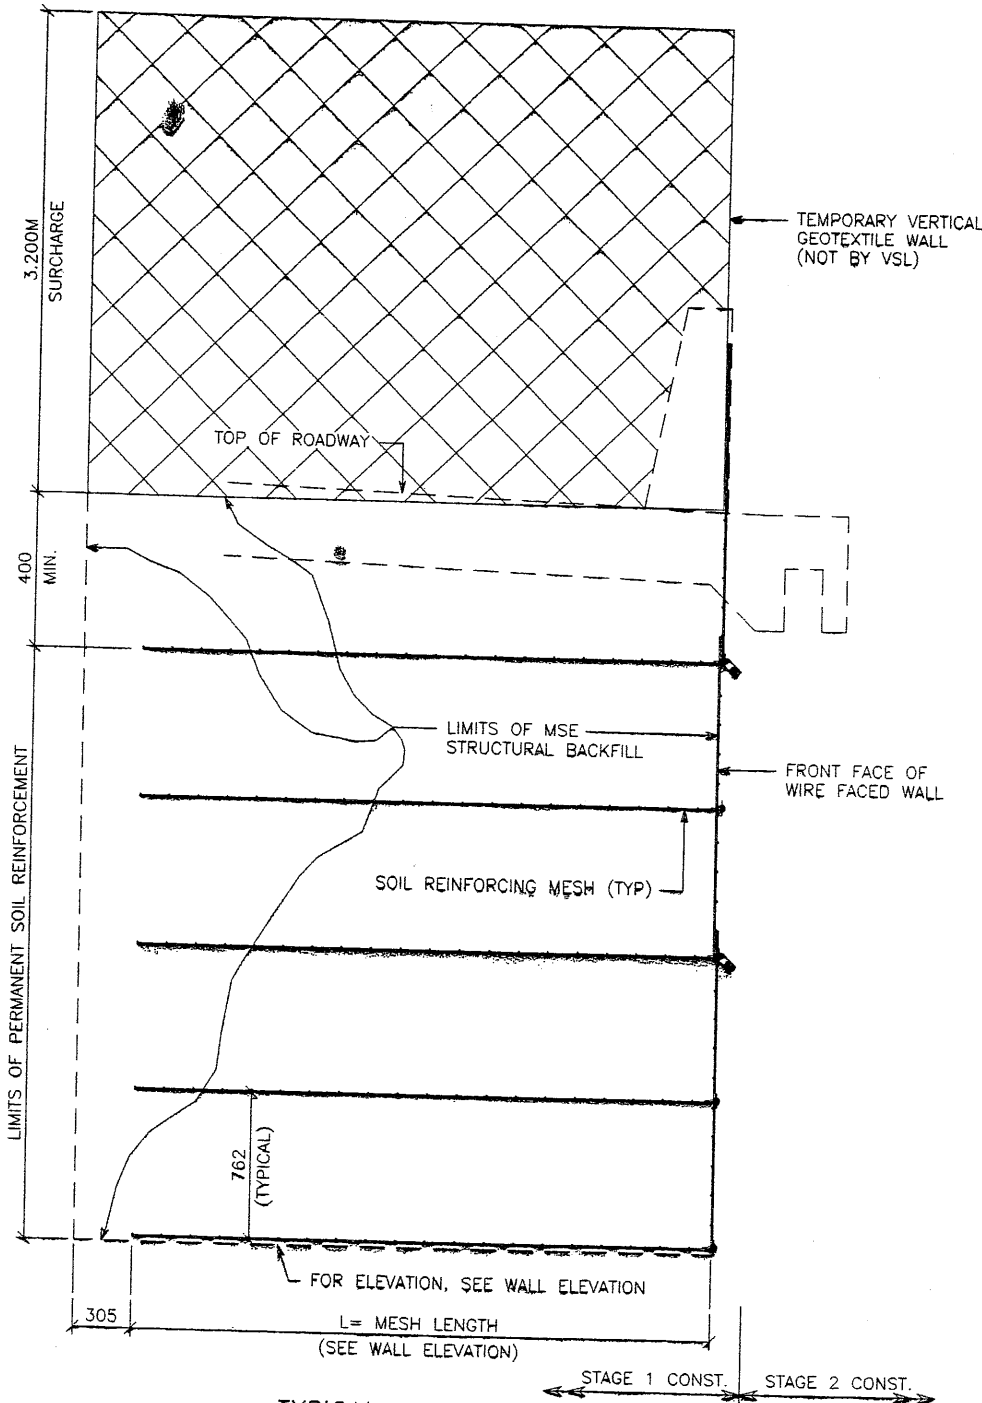 3.200M
SURCHARGE
TEMPORARY VERTICAL
GEOTEXTILE WALL
(NOT BY VSL)
TOP OF ROADWAY
400
MIN.
LIMITS OF MSE
STRUCTURAL BACKFILL
FRONT FACE OF
WIRE FACED WALL
SOIL REINFORCING MESH (TYP)
LIMITS OF PERMANENT SOIL REINFORCEMENT
762
(TYPICAL)
FOR ELEVATION, SEE WALL ELEVATION
305
L= MESH LENGTH
(SEE WALL ELEVATION)
STAGE 1 CONST.
STAGE 2 CONST.